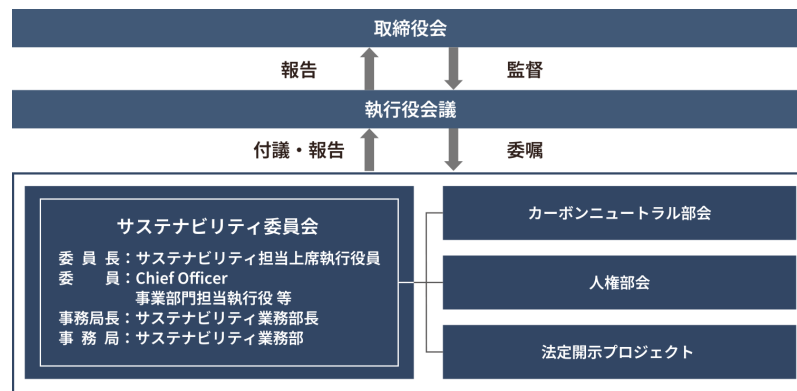 取締役会
報告
監督
執行役会議
付議・報告
委嘱
サステナビリティ委員会
委員長：サステナビリティ担当上席執行役員
委員：Chief Officer
事業部門担当執行役 等
事務局長：サステナビリティ業務部長
事務局：サステナビリティ業務部
カーボンニュートラル部会
人権部会
法定開示プロジェクト